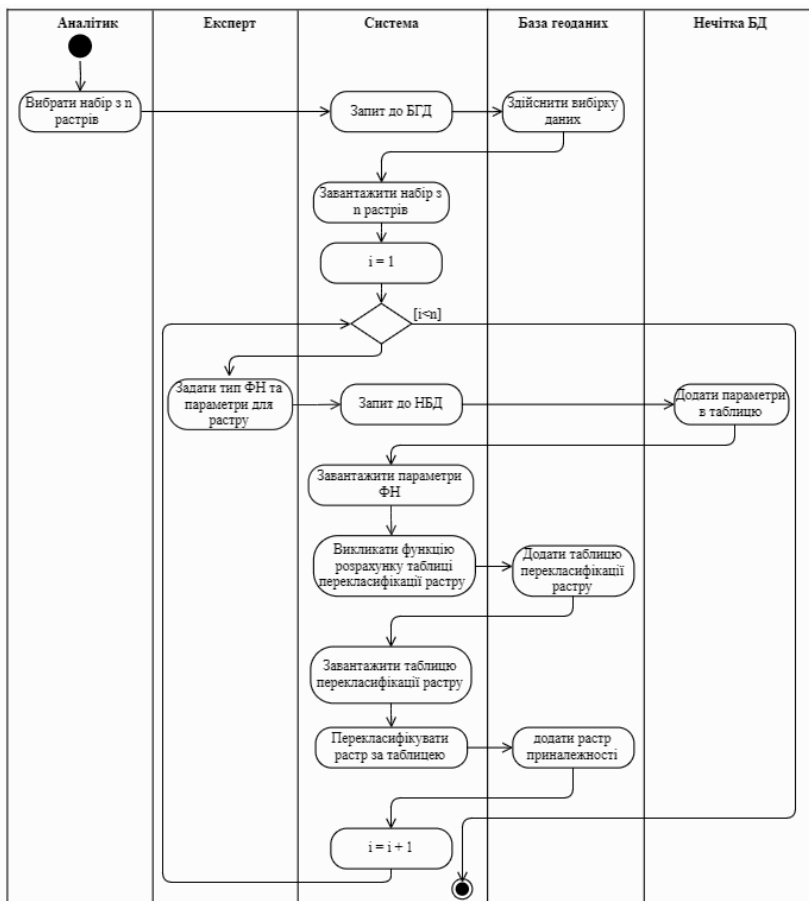 Аналітик
Експерт
Система
База геоданих
Нечітка БД
Вибрати набір з n
растрів
Запит до БГД
Здійснити вибірку
даних
Завантажити набір з
n растрів
i = 1
[i<n]
Задати тип ФН та
параметри для
растру
Запит до НБД
Додати параметри
в таблицю
Завантажити параметри
ФН
Викликати функцію
розрахунку таблиці
перекласифікації растру
Додати таблицю
перекласифікації
растру
Завантажити таблицю
перекласифікації растру
Перекласифікувати
растр за таблицею
додати растр
приналежності
i = i + 1